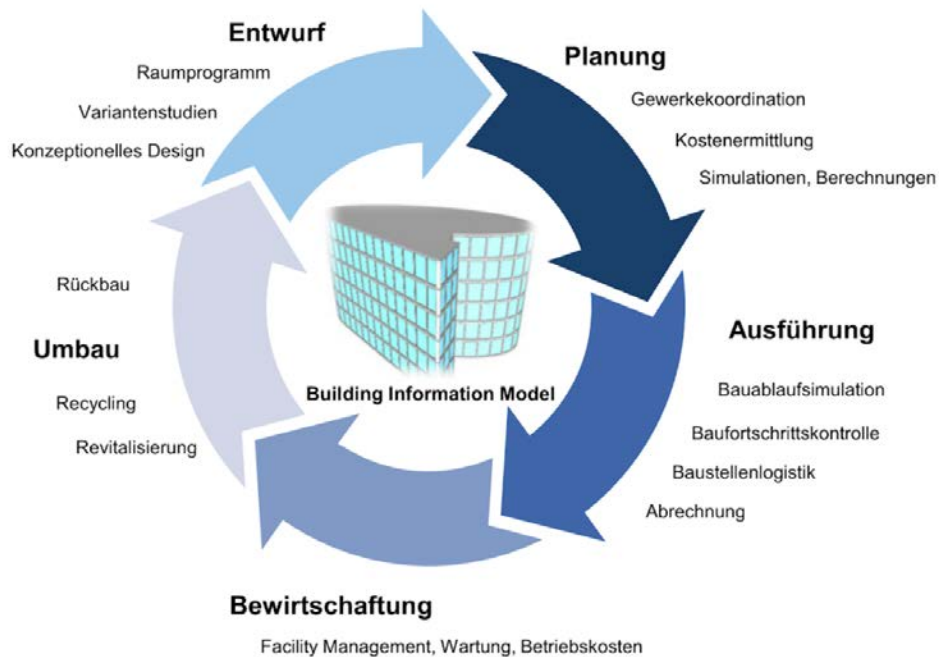 Entwurf
Raumprogramm
Variantenstudien
Konzeptionelles Design
Planung
Gewerkekoordination
Kostenermittlung
Simulationen, Berechnungen
Ausführung
Bauablaufsimulation
Baufortschrittskontrolle
Baustellenlogistik
Abrechnung
Bewirtschaftung
Facility Management, Wartung, Betriebskosten
Rückbau
Umbau
Recycling
Revitalisierung
Building Information Model